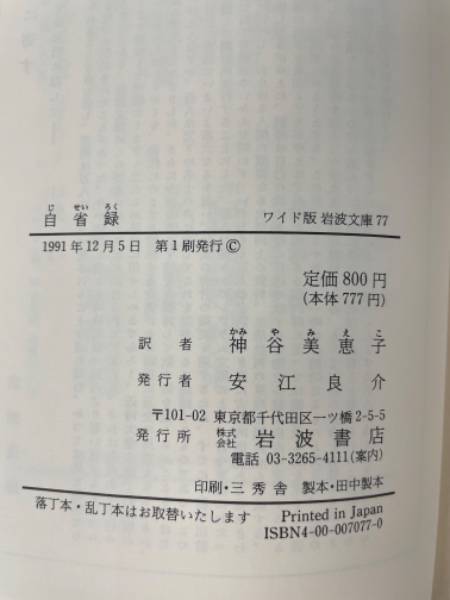 じ せい ろく
自 省 録 ワイド版 岩波文庫 77
1991年12月5日 第1刷発行 ©
定価 800 円
(本体 777 円)
かみ や み え こ
訳 者 神 谷 美 恵 子
発行者 安 江 良 介
〒101-02 東京都千代田区一ツ橋 2-5-5
発行所 株式会社 岩 波 書 店
電話 03-3265-4111(案内)
印刷・三秀舎 製本・田中製本
落丁本・乱丁本はお取替いたします Printed in Japan
ISBN4-00-007077-0